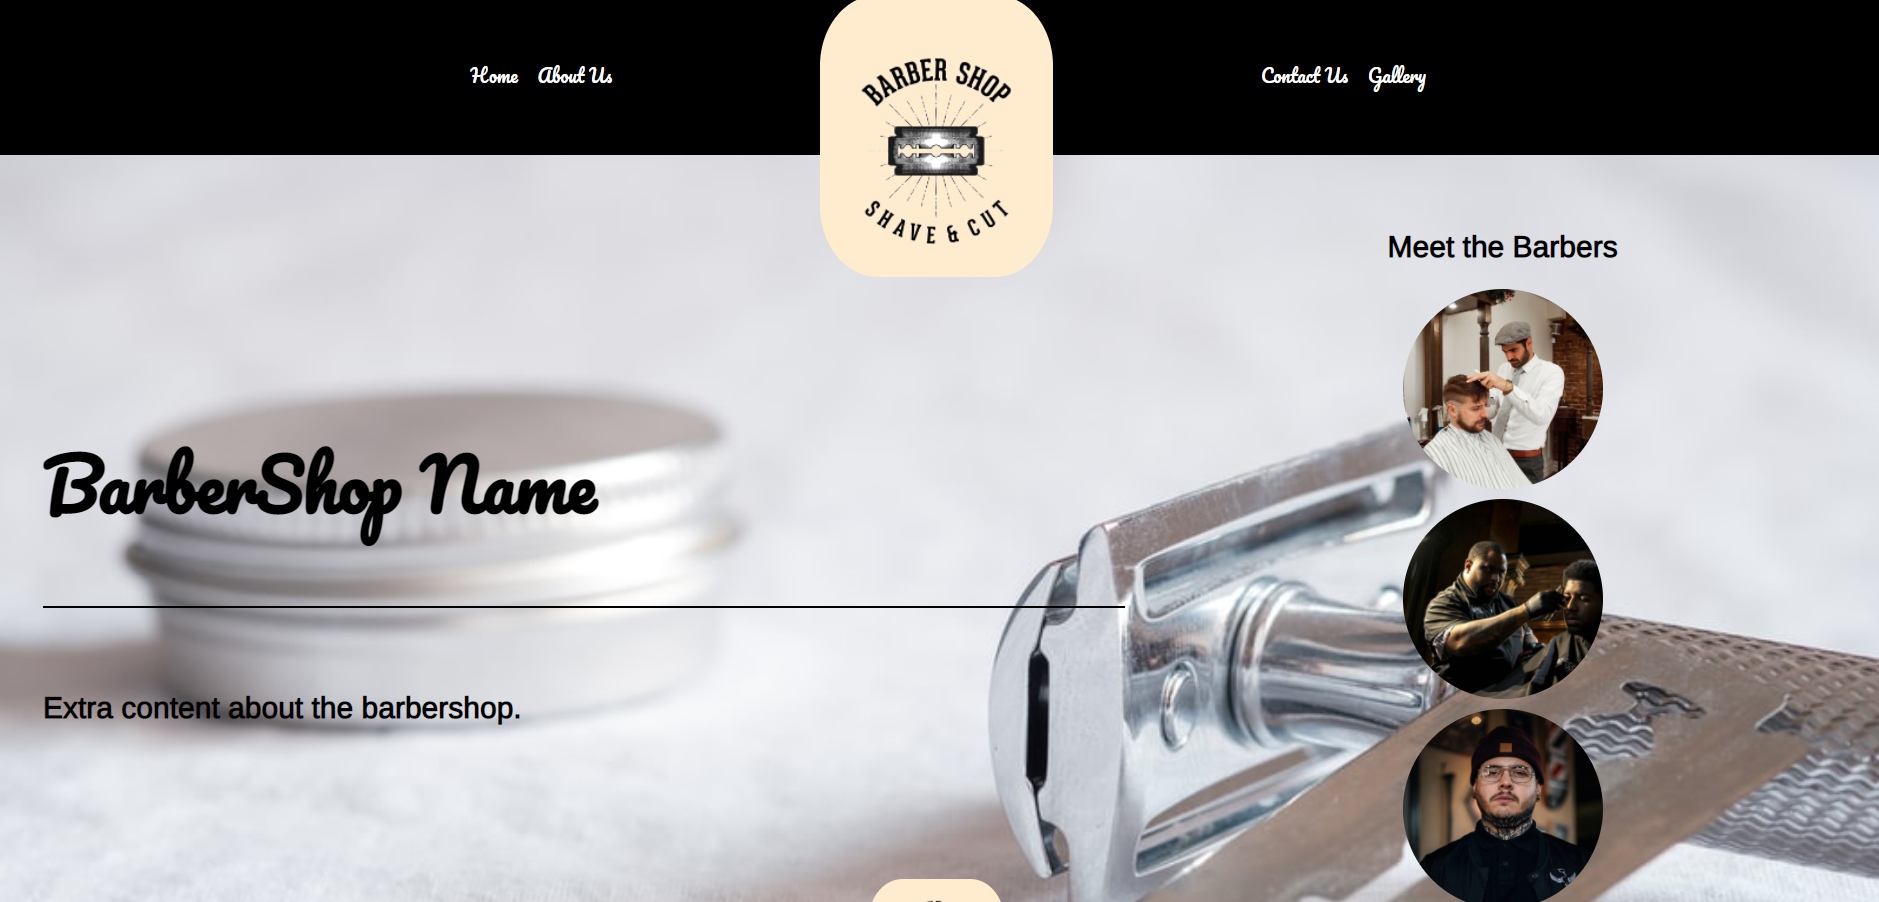 Home About Us
BARBER SHOP
SHAVE & CUT
Contact Us Gallery
Meet the Barbers
BarberShop Name
Extra content about the barbershop.